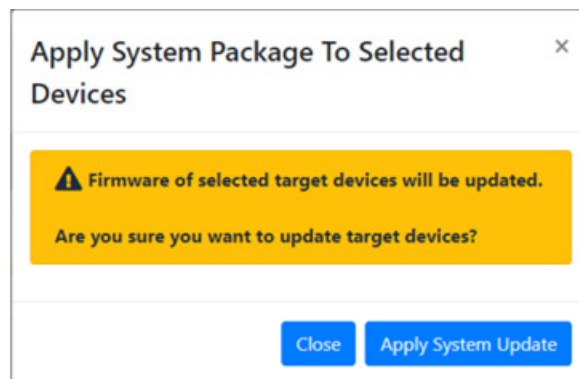 Apply System Package To Selected
Devices
×
Firmware of selected target devices will be updated.
Are you sure you want to update target devices?
Close
Apply System Update